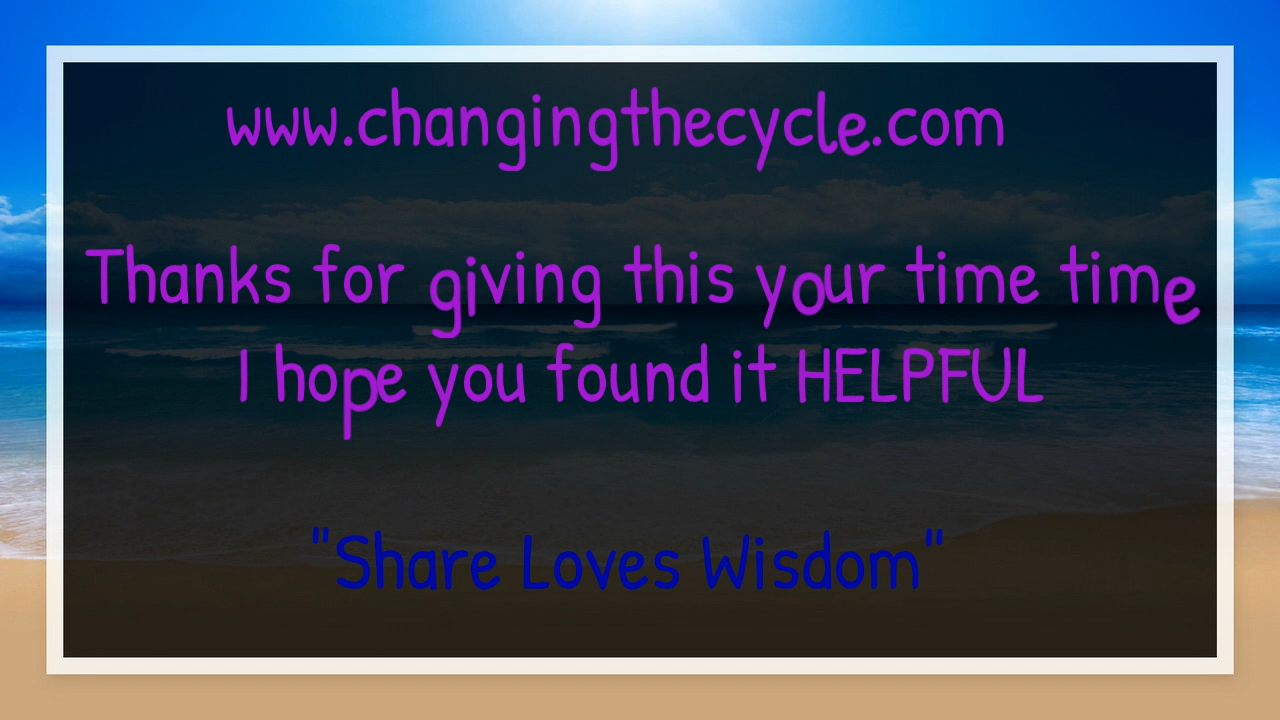 www.changingthecycle.com
Thanks for giving this your time time
I hope you found it HELPFUL
"Share Loves Wisdom"